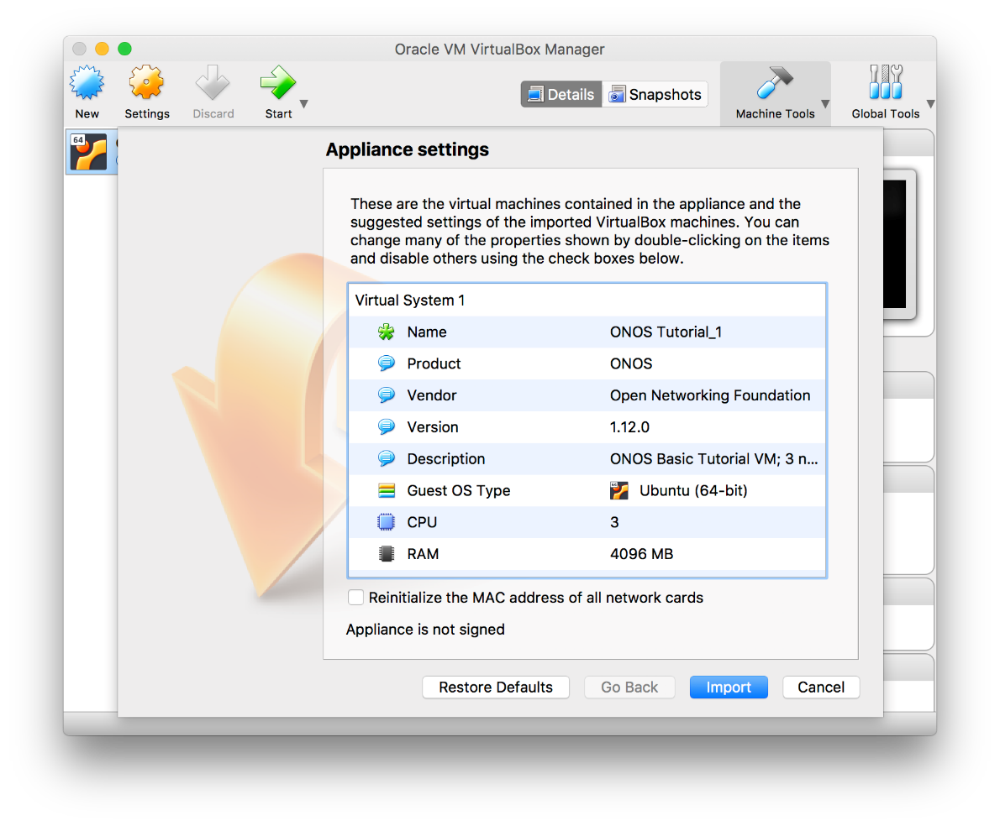 Oracle VM VirtualBox Manager
New
Settings
Discard
Start
Details
Snapshots
Machine Tools
Global Tools
64
Appliance settings
These are the virtual machines contained in the appliance and the
suggested settings of the imported VirtualBox machines. You can
change many of the properties shown by double-clicking on the items
and disable others using the check boxes below.
Virtual System 1
Name ONOS Tutorial_1
Product ONOS
Vendor Open Networking Foundation
Version 1.12.0
Description ONOS Basic Tutorial VM; 3 n...
Guest OS Type Ubuntu (64-bit)
CPU 3
RAM 4096 MB
Reinitialize the MAC address of all network cards
Appliance is not signed
Restore Defaults
Go Back
Import
Cancel